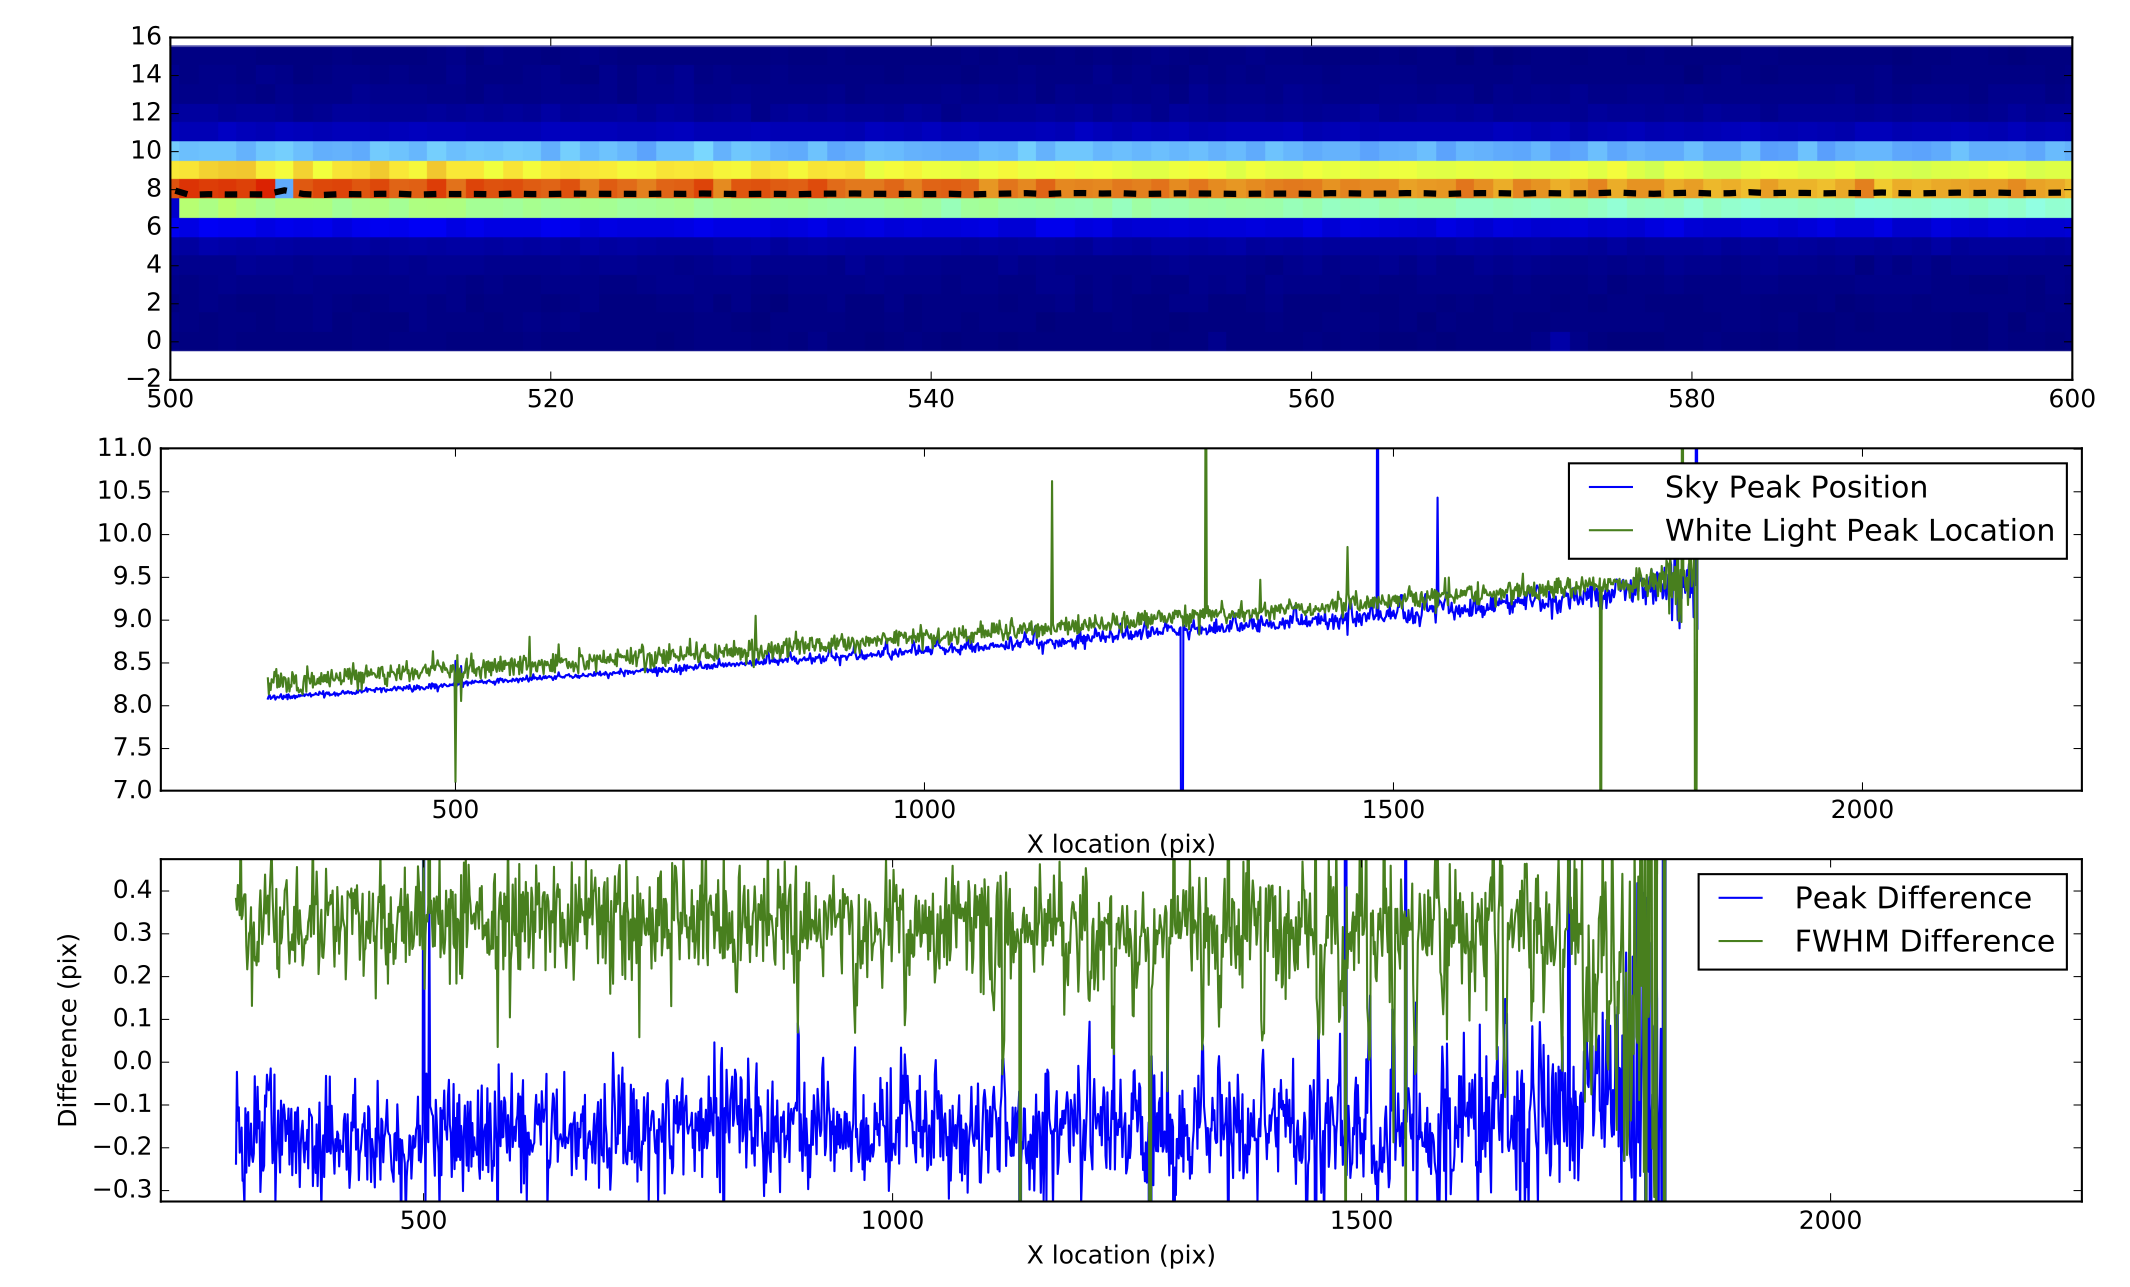 16
14
12
10
8
6
4
2
0
−2
500 520 540 560 580 600
11.0
10.5
10.0
9.5
9.0
8.5
8.0
7.5
7.0
Sky Peak Position
White Light Peak Location
500 1000 1500 2000
X location (pix)
0.4
0.3
0.2
0.1
0.0
−0.1
−0.2
−0.3
Difference (pix)
Peak Difference
FWHM Difference
500 1000 1500 2000
X location (pix)